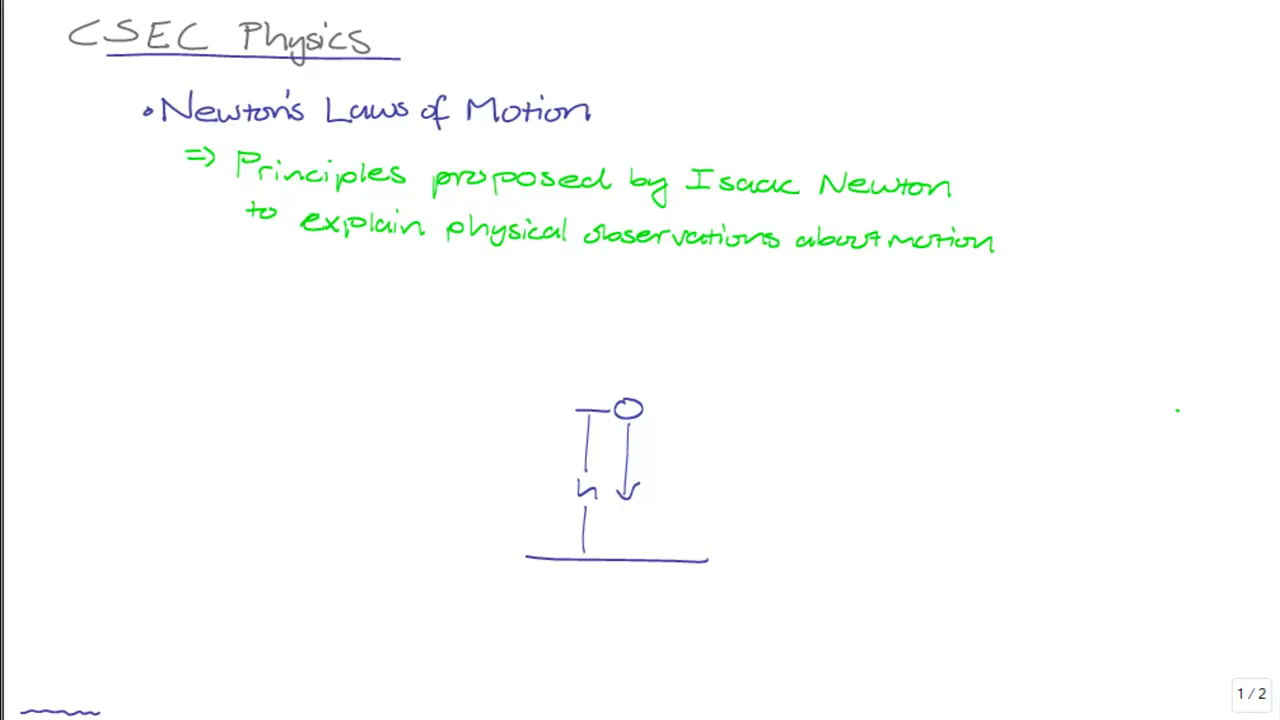 CSEC Physics
• Newton's Laws of Motion
=> Principles proposed by Isaac Newton
to explain physical observations about motion
h
1 / 2